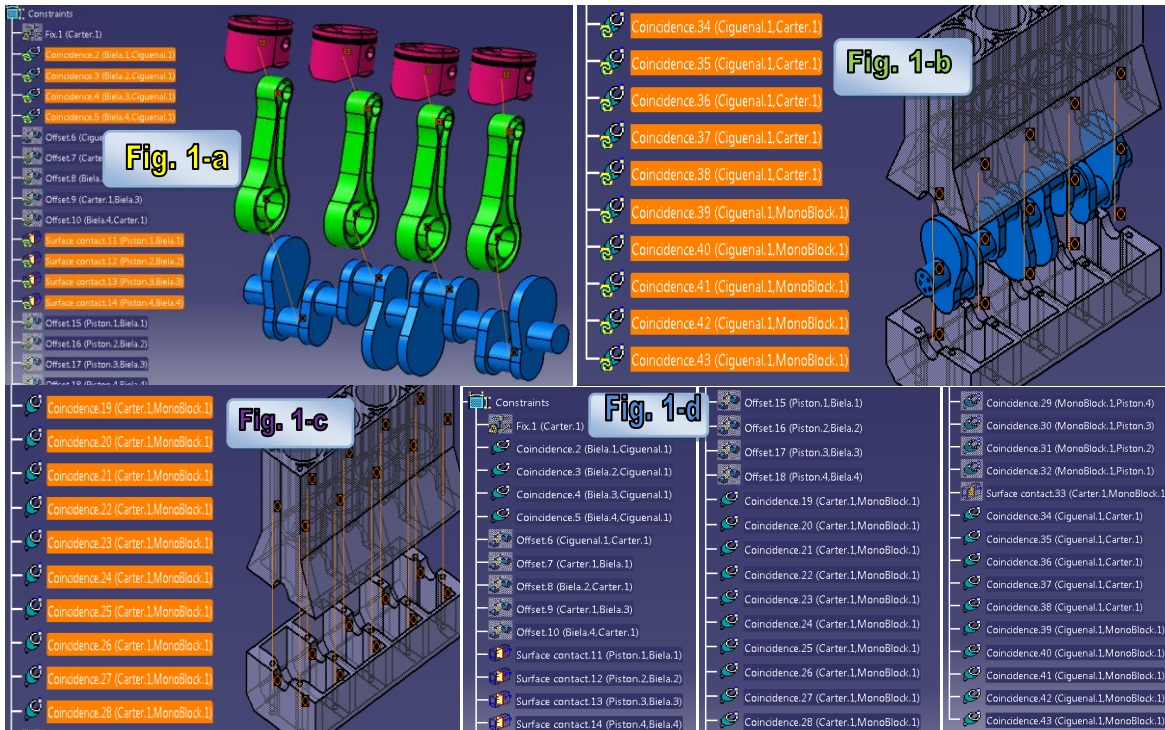 Constraints
Fix.1 (Carter.1)
Coincidence.2 (Biela.1,Ciguenal.1)
Coincidence.3 (Biela.2,Ciguenal.1)
Coincidence.4 (Biela.3,Ciguenal.1)
Coincidence.5 (Biela.4,Ciguenal.1)
Offset.6 (Cigue
Offset.7 (Carte
Offset.8 (Biela.
Offset.9 (Carter.1,Biela.3)
Offset.10 (Biela.4,Carter.1)
Surface contact.11 (Piston.1,Biela.1)
Surface contact.12 (Piston.2,Biela.2)
Surface contact.13 (Piston.3,Biela.3)
Surface contact.14 (Piston.4,Biela.4)
Offset.15 (Piston.1,Biela.1)
Offset.16 (Piston.2,Biela.2)
Offset.17 (Piston.3,Biela.3)
Offset.18 (Piston.4,Biela.4)
Fig. 1-a
Coincidence.34 (Ciguenal.1,Carter.1)
Coincidence.35 (Ciguenal.1,Carter.1)
Coincidence.36 (Ciguenal.1,Carter.1)
Coincidence.37 (Ciguenal.1,Carter.1)
Coincidence.38 (Ciguenal.1,Carter.1)
Coincidence.39 (Ciguenal.1,MonoBlock.1)
Coincidence.40 (Ciguenal.1,MonoBlock.1)
Coincidence.41 (Ciguenal.1,MonoBlock.1)
Coincidence.42 (Ciguenal.1,MonoBlock.1)
Coincidence.43 (Ciguenal.1,MonoBlock.1)
Fig. 1-b
Coincidence.19 (Carter.1,MonoBlock.1)
Coincidence.20 (Carter.1,MonoBlock.1)
Coincidence.21 (Carter.1,MonoBlock.1)
Coincidence.22 (Carter.1,MonoBlock.1)
Coincidence.23 (Carter.1,MonoBlock.1)
Coincidence.24 (Carter.1,MonoBlock.1)
Coincidence.25 (Carter.1,MonoBlock.1)
Coincidence.26 (Carter.1,MonoBlock.1)
Coincidence.27 (Carter.1,MonoBlock.1)
Coincidence.28 (Carter.1,MonoBlock.1)
Fig. 1-c
Constraints
Fix.1 (Carter.1)
Coincidence.2 (Biela.1,Ciguenal.1)
Coincidence.3 (Biela.2,Ciguenal.1)
Coincidence.4 (Biela.3,Ciguenal.1)
Coincidence.5 (Biela.4,Ciguenal.1)
Offset.6 (Ciguenal.1,Carter.1)
Offset.7 (Carter.1,Biela.1)
Offset.8 (Biela.2,Carter.1)
Offset.9 (Carter.1,Biela.3)
Offset.10 (Biela.4,Carter.1)
Surface contact.11 (Piston.1,Biela.1)
Surface contact.12 (Piston.2,Biela.2)
Surface contact.13 (Piston.3,Biela.3)
Surface contact.14 (Piston.4,Biela.4)
Fig. 1-d
Offset.15 (Piston.1,Biela.1)
Offset.16 (Piston.2,Biela.2)
Offset.17 (Piston.3,Biela.3)
Offset.18 (Piston.4,Biela.4)
Coincidence.19 (Carter.1,MonoBlock.1)
Coincidence.20 (Carter.1,MonoBlock.1)
Coincidence.21 (Carter.1,MonoBlock.1)
Coincidence.22 (Carter.1,MonoBlock.1)
Coincidence.23 (Carter.1,MonoBlock.1)
Coincidence.24 (Carter.1,MonoBlock.1)
Coincidence.25 (Carter.1,MonoBlock.1)
Coincidence.26 (Carter.1,MonoBlock.1)
Coincidence.27 (Carter.1,MonoBlock.1)
Coincidence.28 (Carter.1,MonoBlock.1)
Coincidence.29 (MonoBlock.1,Piston.4)
Coincidence.30 (MonoBlock.1,Piston.3)
Coincidence.31 (MonoBlock.1,Piston.2)
Coincidence.32 (MonoBlock.1,Piston.1)
Surface contact.33 (Carter.1,MonoBlock.1
Coincidence.34 (Ciguenal.1,Carter.1)
Coincidence.35 (Ciguenal.1,Carter.1)
Coincidence.36 (Ciguenal.1,Carter.1)
Coincidence.37 (Ciguenal.1,Carter.1)
Coincidence.38 (Ciguenal.1,Carter.1)
Coincidence.39 (Ciguenal.1,MonoBlock.1)
Coincidence.40 (Ciguenal.1,MonoBlock.1)
Coincidence.41 (Ciguenal.1,MonoBlock.1)
Coincidence.42 (Ciguenal.1,MonoBlock.1)
Coincidence.43 (Ciguenal.1,MonoBlock.1)